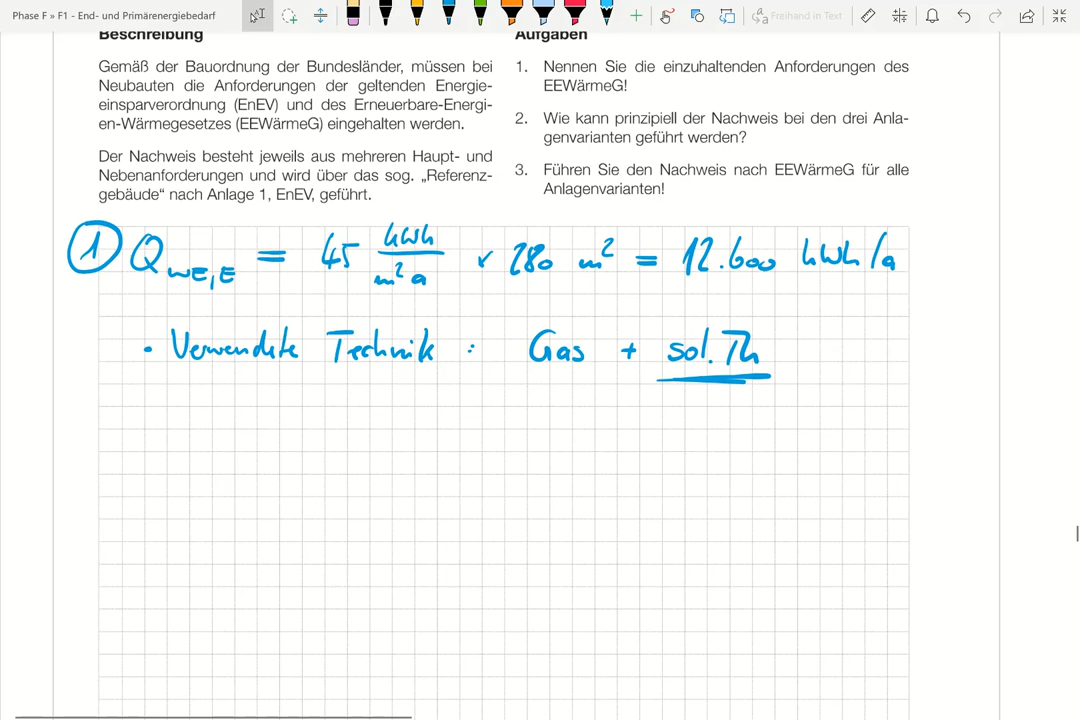 Phase F » F1 - End- und Primärenergiebedarf
Freihand in Text
Beschreibung
Gemäß der Bauordnung der Bundesländer, müssen bei
Neubauten die Anforderungen der geltenden Energie-
einsparverordnung (EnEV) und des Erneuerbare-Energi-
en-Wärmegesetzes (EEWärmeG) eingehalten werden.
Der Nachweis besteht jeweils aus mehreren Haupt- und
Nebenanforderungen und wird über das sog. „Referenz-
gebäude“ nach Anlage 1, EnEV, geführt.
Aufgaben
1. Nennen Sie die einzuhaltenden Anforderungen des
EEWärmeG!
2. Wie kann prinzipiell der Nachweis bei den drei Anla-
genvarianten geführt werden?
3. Führen Sie den Nachweis nach EEWärmeG für alle
Anlagenvarianten!
① Q WE,E = 45 kWh/m² a × 280 m² = 12.600 kWh/a
• Verwendete Technik : Gas + sol. Th